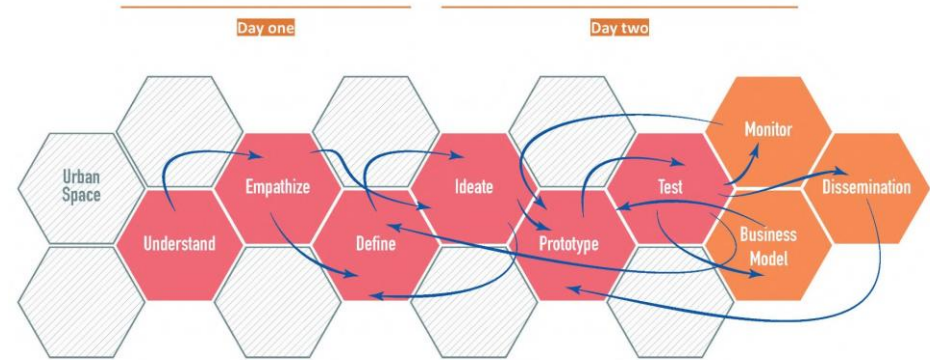 Day one
Day two
Urban
Space
Understand
Empathize
Define
Ideate
Prototype
Test
Monitor
Business
Model
Dissemination